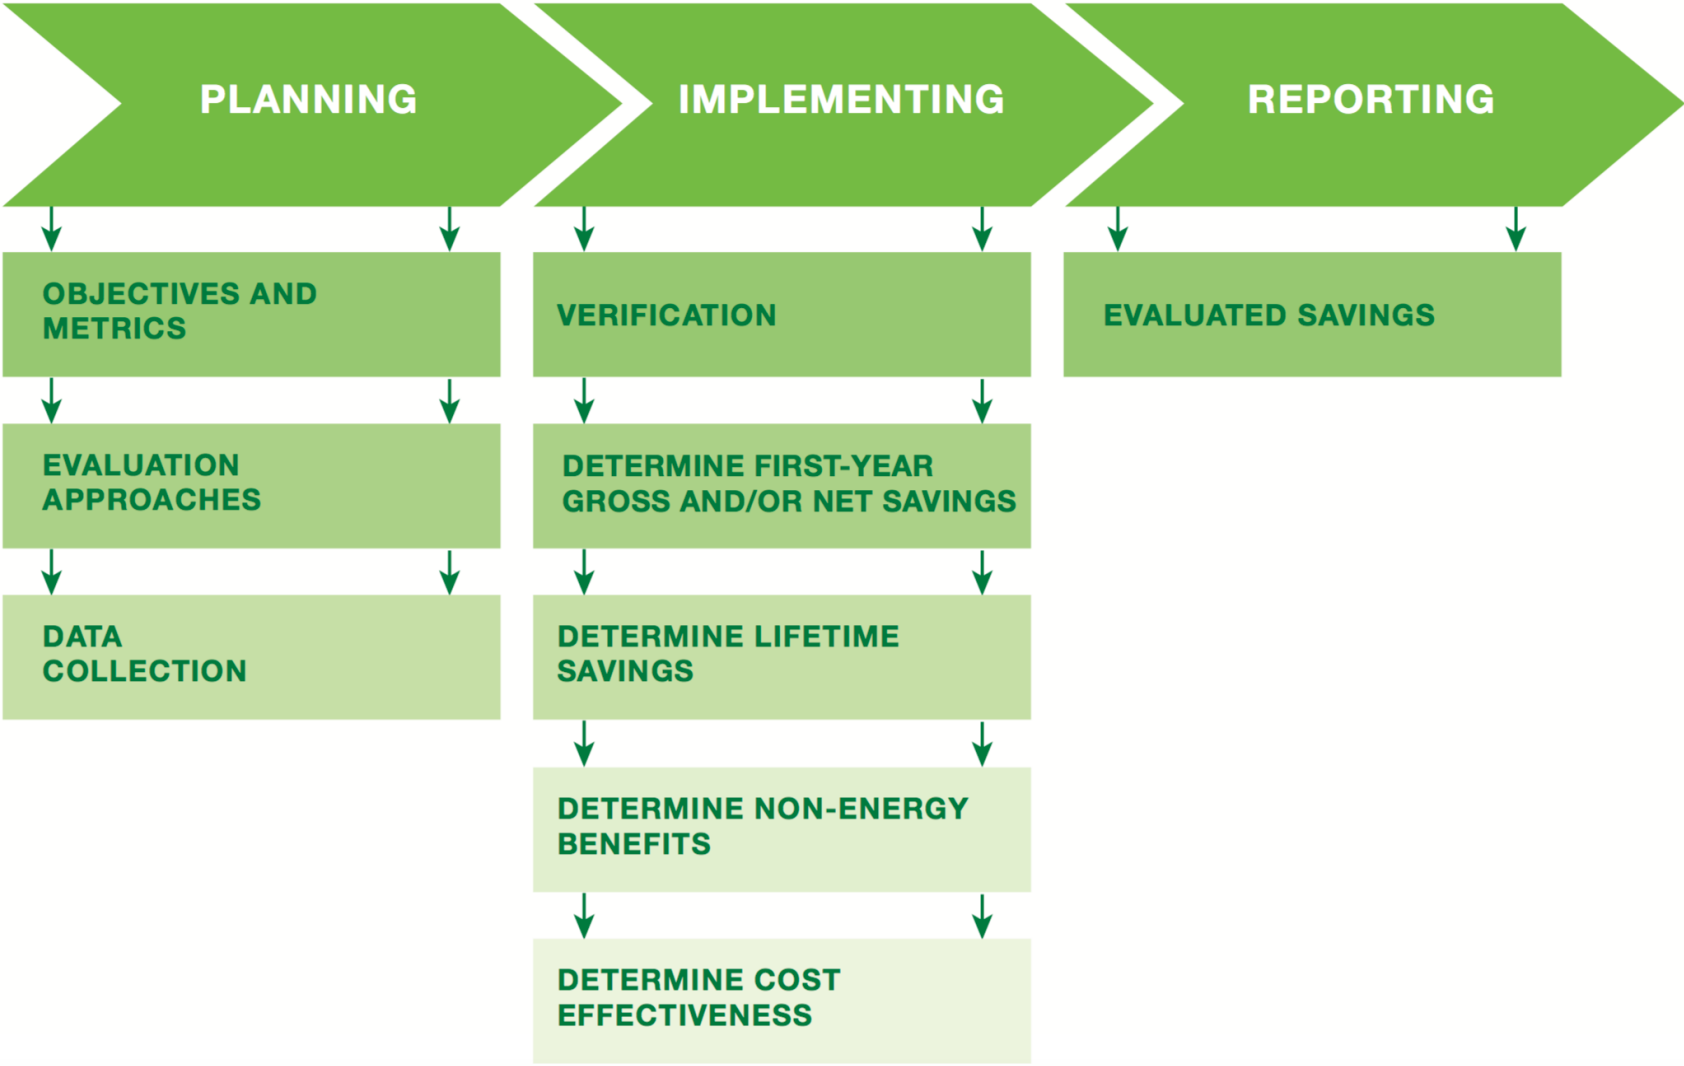 PLANNING
IMPLEMENTING
REPORTING
OBJECTIVES AND
METRICS
EVALUATION
APPROACHES
DATA
COLLECTION
VERIFICATION
DETERMINE FIRST-YEAR
GROSS AND/OR NET SAVINGS
DETERMINE LIFETIME
SAVINGS
DETERMINE NON-ENERGY
BENEFITS
DETERMINE COST
EFFECTIVENESS
EVALUATED SAVINGS